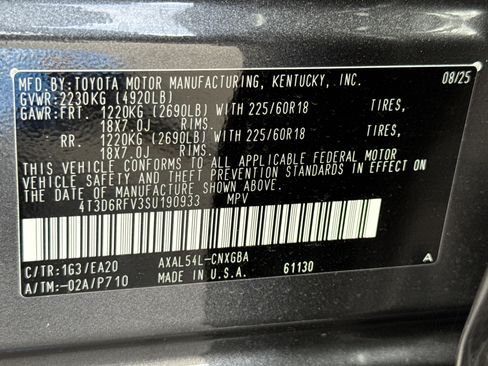 MFD.BY:TOYOTA MOTOR MANUFACTURING, KENTUCKY, INC. 08/25
GVWR:2230KG (4920LB)
GAWR:FRT. 1220KG (2690LB) WITH 225/60R18 TIRES,
18X7.0J RIMS.
RR. 1220KG (2690LB) WITH 225/60R18 TIRES,
18X7.0J RIMS.
THIS VEHICLE CONFORMS TO ALL APPLICABLE FEDERAL MOTOR
VEHICLE SAFETY AND THEFT PREVENTION STANDARDS IN EFFECT ON
THE DATE OF MANUFACTURE SHOWN ABOVE.
4T3D6RFV3SU190933 MPV
C/TR:1G3/EA20 AXAL54L-CNXGBA A
A/TM:-02A/P710 MADE IN U.S.A. 61130